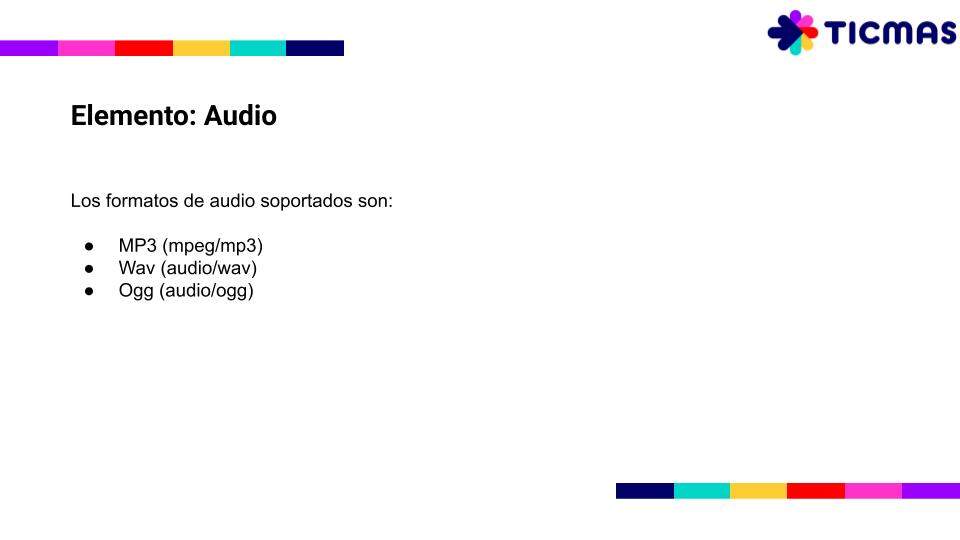 TICMAS
Elemento: Audio
Los formatos de audio soportados son:
● MP3 (mpeg/mp3)
● Wav (audio/wav)
● Ogg (audio/ogg)